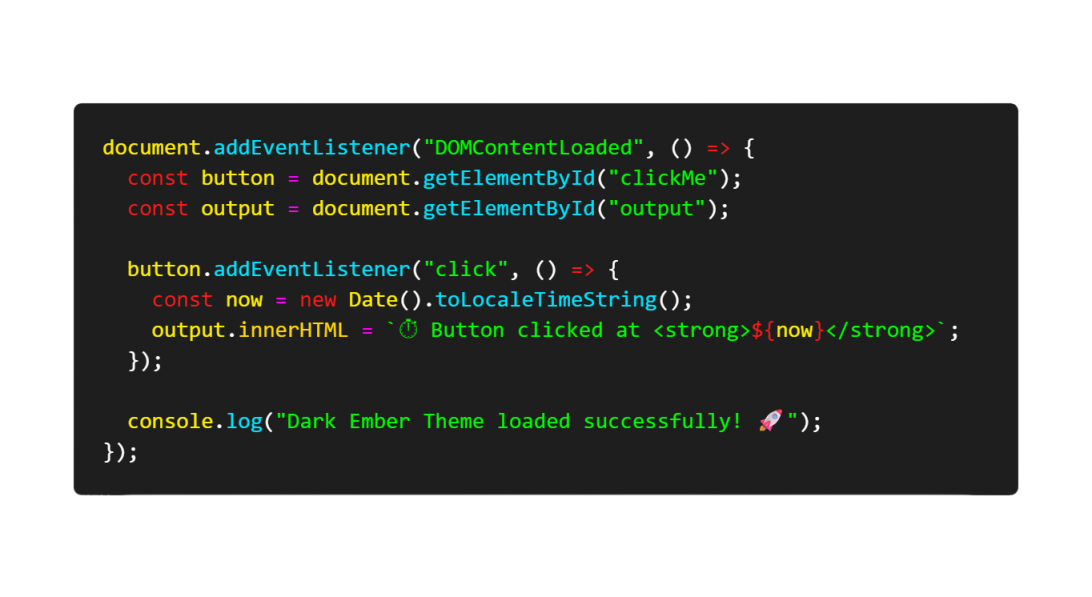 document.addEventListener("DOMContentLoaded", () => {
  const button = document.getElementById("clickMe");
  const output = document.getElementById("output");

  button.addEventListener("click", () => {
    const now = new Date().toLocaleTimeString();
    output.innerHTML = `⏱ Button clicked at <strong>${now}</strong>`;
  });

  console.log("Dark Ember Theme loaded successfully! 🚀");
});